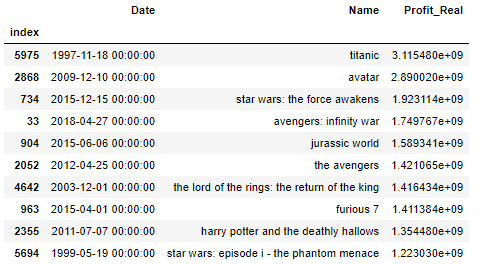 Date Name Profit_Real
index
5975 1997-11-18 00:00:00 titanic 3.115480e+09
2868 2009-12-10 00:00:00 avatar 2.890020e+09
734 2015-12-15 00:00:00 star wars: the force awakens 1.923114e+09
33 2018-04-27 00:00:00 avengers: infinity war 1.749767e+09
904 2015-06-06 00:00:00 jurassic world 1.589341e+09
2052 2012-04-25 00:00:00 the avengers 1.421065e+09
4642 2003-12-01 00:00:00 the lord of the rings: the return of the king 1.416434e+09
963 2015-04-01 00:00:00 furious 7 1.411384e+09
2355 2011-07-07 00:00:00 harry potter and the deathly hallows 1.354480e+09
5694 1999-05-19 00:00:00 star wars: episode i - the phantom menace 1.223030e+09